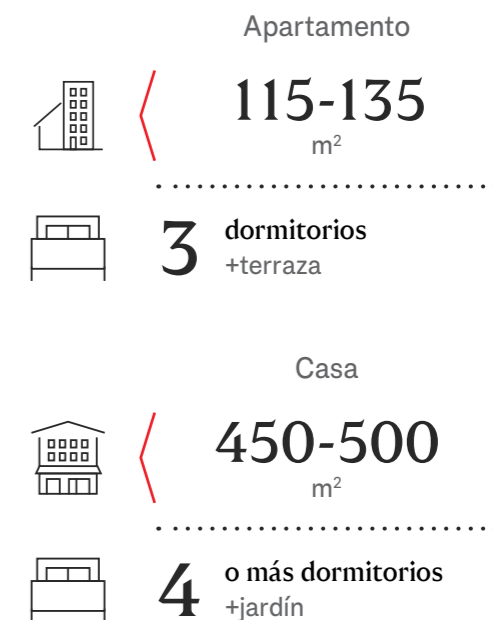 Apartamento
115-135
m²
3 dormitorios
+terraza
Casa
450-500
m²
4 o más dormitorios
+jardín